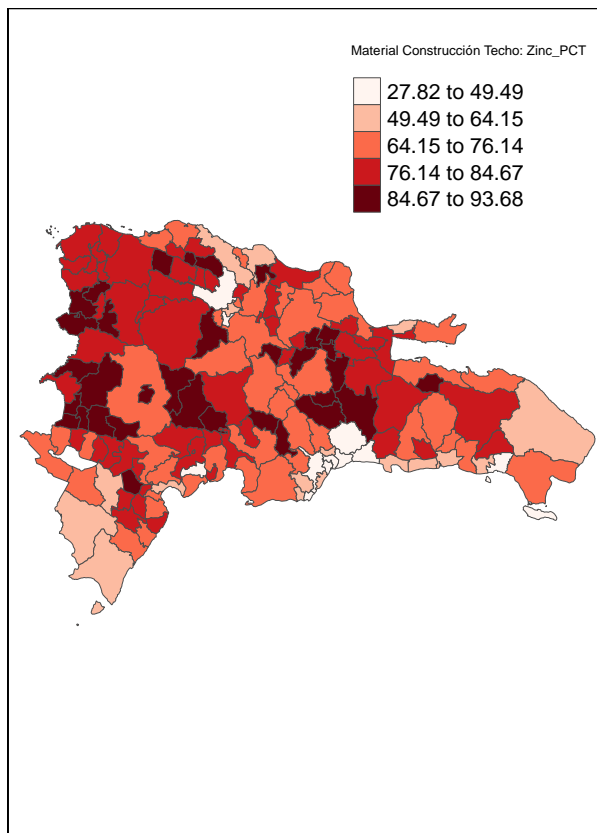 Material Construcción Techo: Zinc_PCT
27.82 to 49.49
49.49 to 64.15
64.15 to 76.14
76.14 to 84.67
84.67 to 93.68